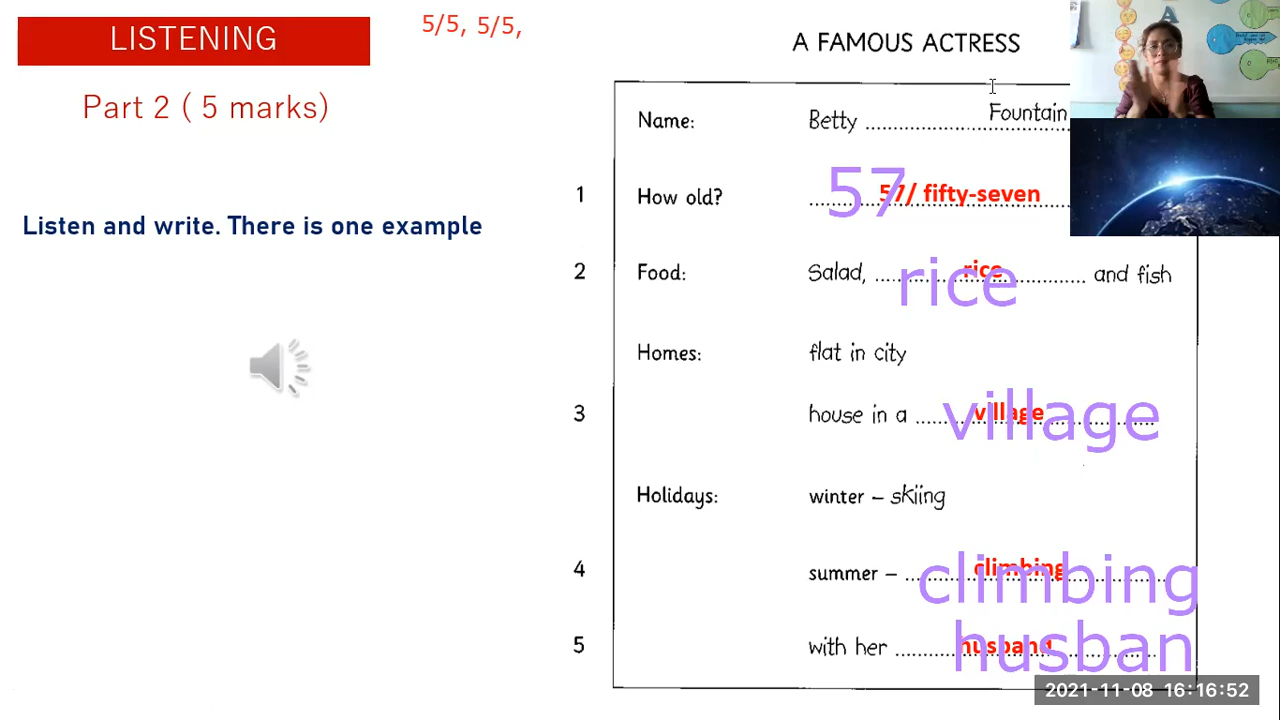 LISTENING
5/5, 5/5,
Part 2 ( 5 marks)
Listen and write. There is one example
A FAMOUS ACTRESS
Name: Betty .................... Fountain
1 How old? 57 57/ fifty-seven
2 Food: Salad, rice rice and fish
Homes: flat in city
3 house in a village village
Holidays: winter – skiing
4 summer – climbing climbing
5 with her husband husban
2021-11-08 16:16:52